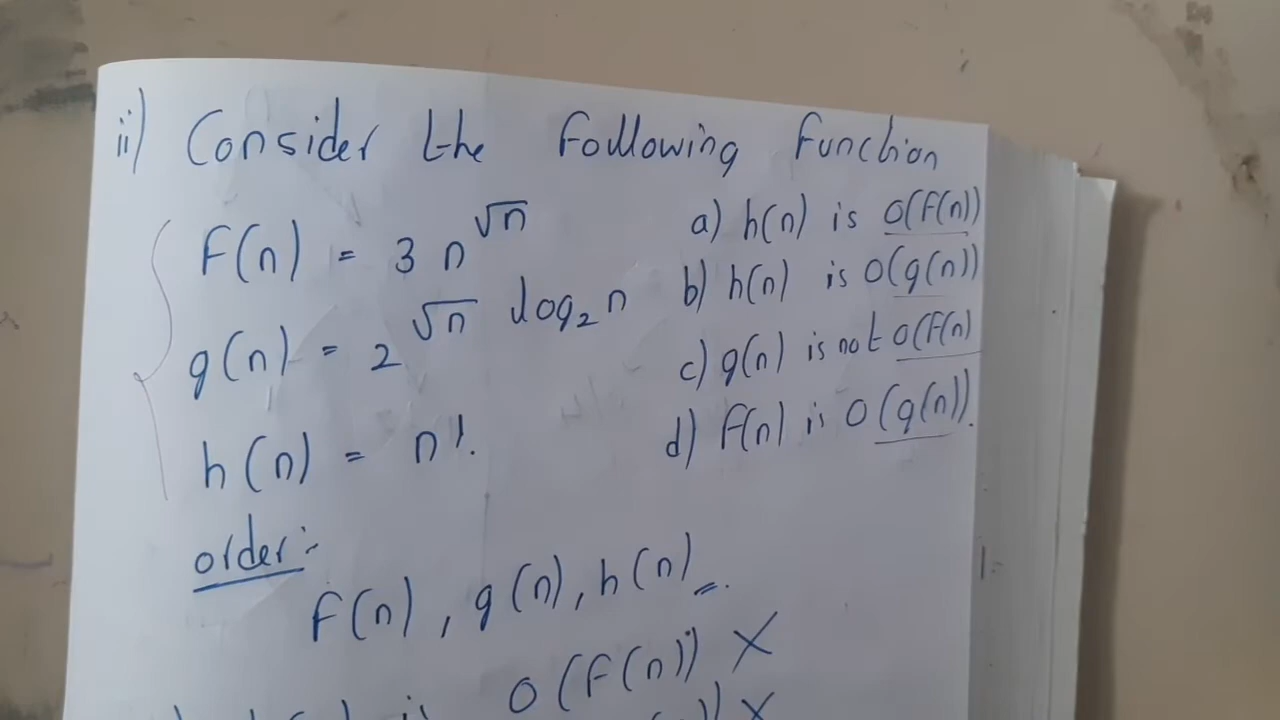 ii) Consider the following function
F(n) = 3 n^√n
g(n) = 2^√n log₂ n
h(n) = n!.
a) h(n) is O(F(n))
b) h(n) is O(g(n))
c) g(n) is not O(F(n)
d) F(n) is O(g(n)).
order:-
F(n), g(n), h(n)
O(F(n)) X